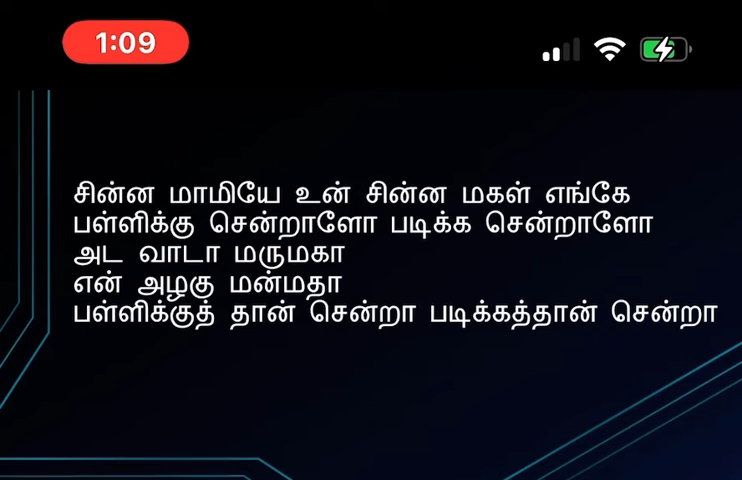 1:09
சின்ன மாமியே உன் சின்ன மகள் எங்கே
பள்ளிக்கு சென்றாளோ படிக்க சென்றாளோ
அட வாடா மருமகா
என் அழகு மன்மதா
பள்ளிக்குத் தான் சென்றா படிக்கத்தான் சென்றா